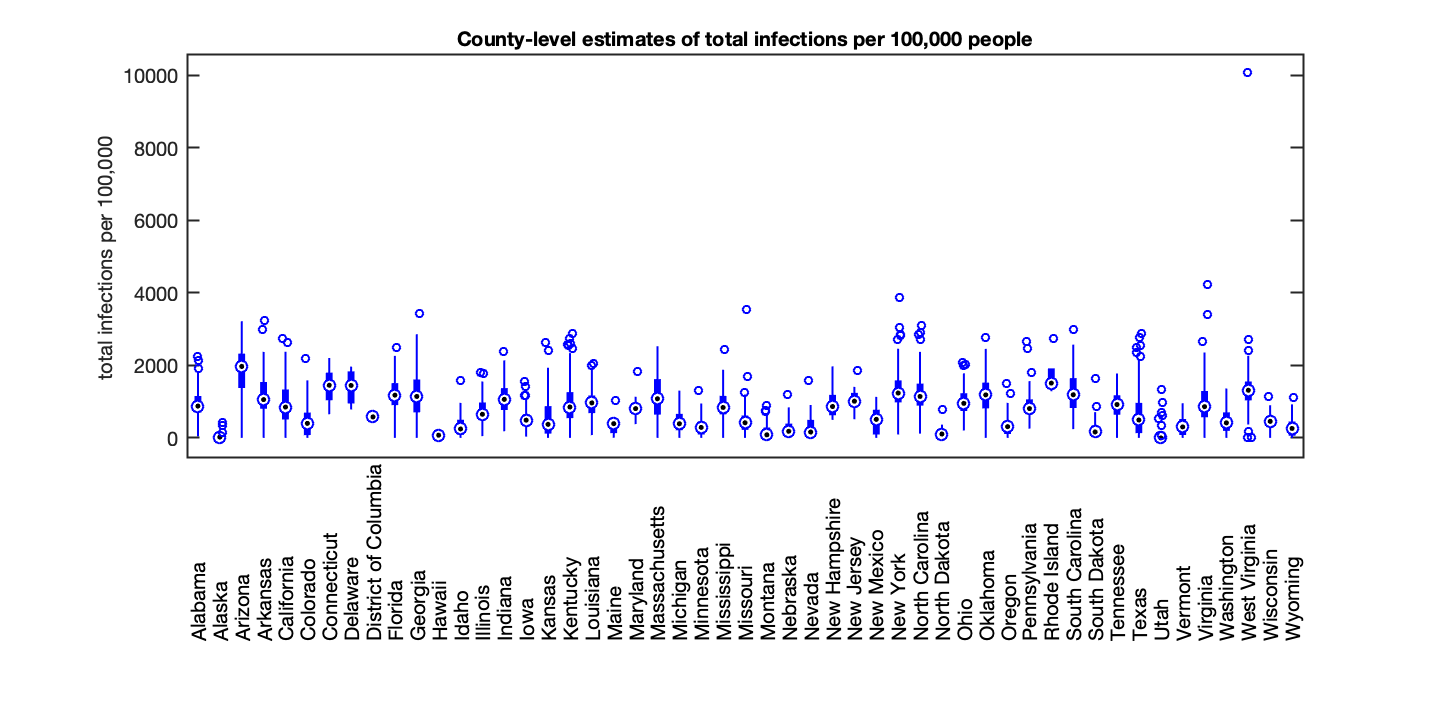 County-level estimates of total infections per 100,000 people
total infections per 100,000
10000
8000
6000
4000
2000
0
Alabama
Alaska
Arizona
Arkansas
California
Colorado
Connecticut
Delaware
District of Columbia
Florida
Georgia
Hawaii
Idaho
Illinois
Indiana
Iowa
Kansas
Kentucky
Louisiana
Maine
Maryland
Massachusetts
Michigan
Minnesota
Mississippi
Missouri
Montana
Nebraska
Nevada
New Hampshire
New Jersey
New Mexico
New York
North Carolina
North Dakota
Ohio
Oklahoma
Oregon
Pennsylvania
Rhode Island
South Carolina
South Dakota
Tennessee
Texas
Utah
Vermont
Virginia
Washington
West Virginia
Wisconsin
Wyoming